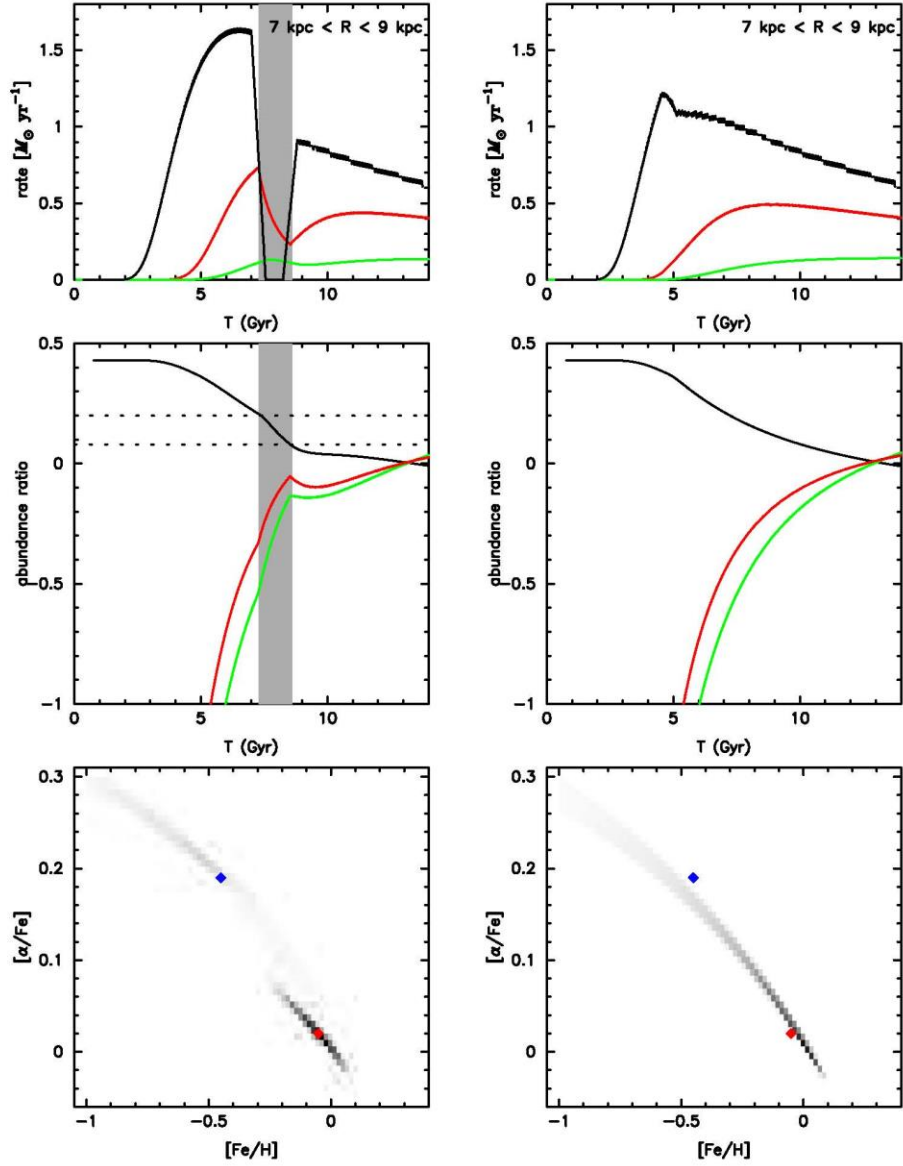 7 kpc < R < 9 kpc
1.5
1
0.5
0
rate [M⊙ yr⁻¹]
0 5 10
T (Gyr)
7 kpc < R < 9 kpc
1.5
1
0.5
0
rate [M⊙ yr⁻¹]
0 5 10
T (Gyr)
0.5
0
-0.5
-1
abundance ratio
0 5 10
T (Gyr)
0.5
0
-0.5
-1
abundance ratio
0 5 10
T (Gyr)
0.3
0.2
0.1
0
[α/Fe]
-1 -0.5 0
[Fe/H]
0.3
0.2
0.1
0
[α/Fe]
-1 -0.5 0
[Fe/H]